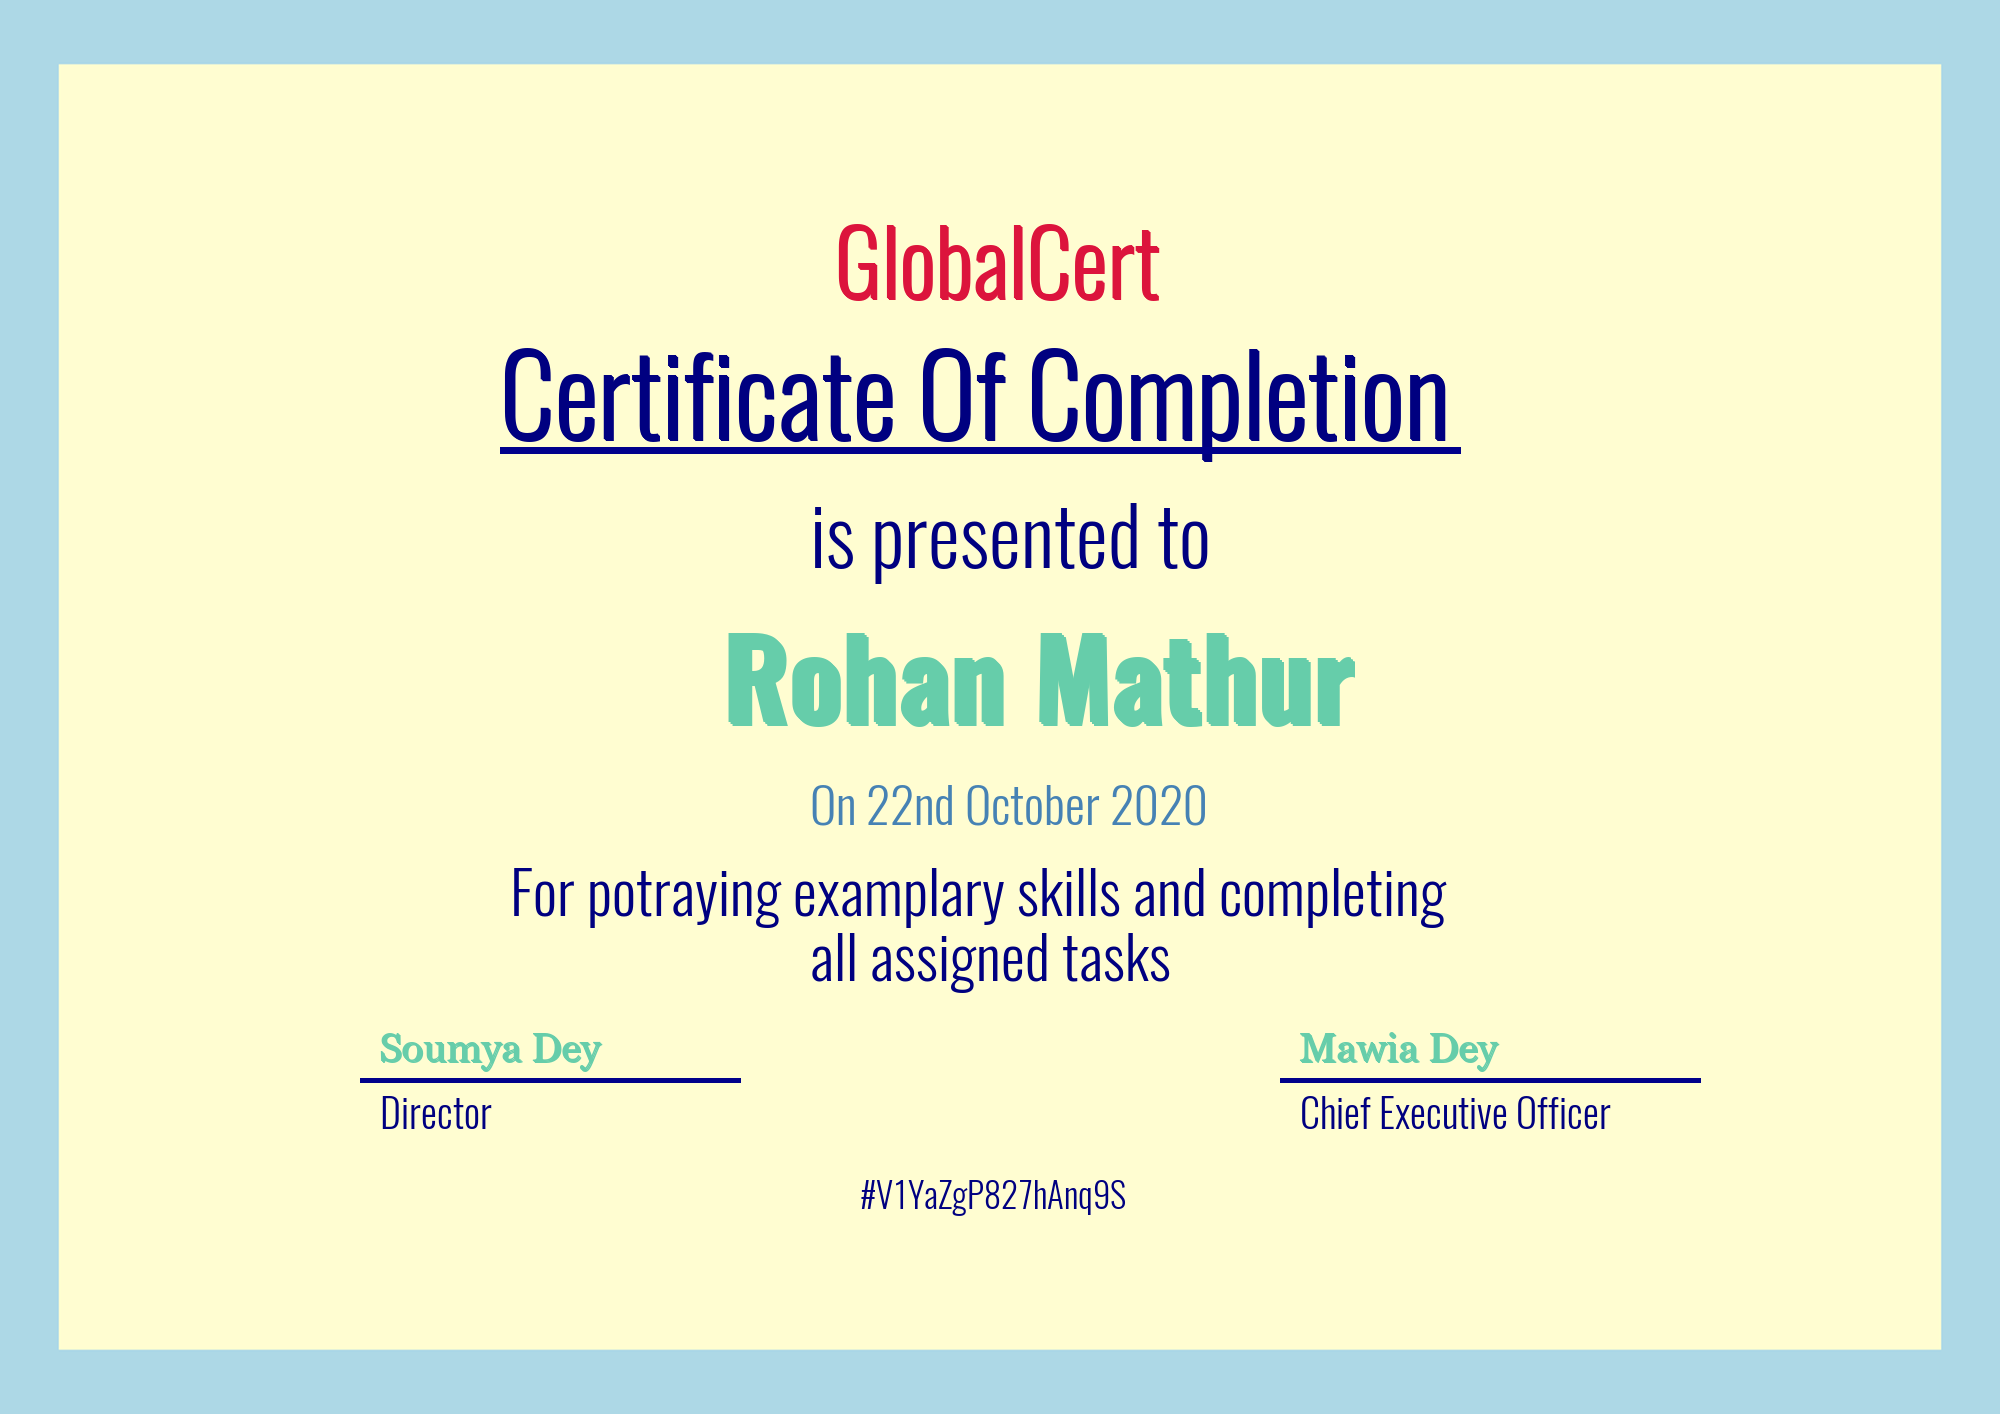 GlobalCert
Certificate Of Completion
is presented to
Rohan Mathur
On 22nd October 2020
For potraying examplary skills and completing
all assigned tasks
Soumya Dey
Director
Mawia Dey
Chief Executive Officer
#V1YaZgP827hAnq9S